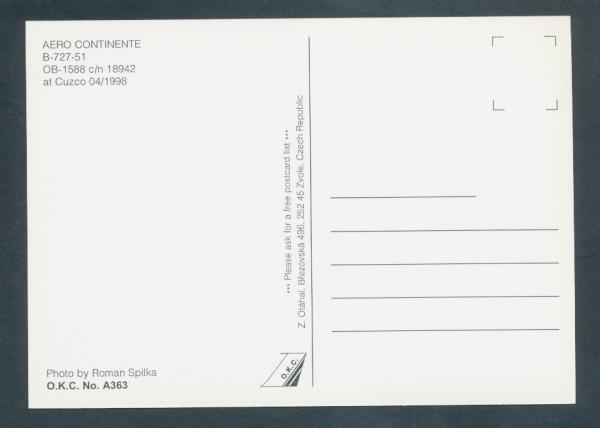 AERO CONTINENTE
B-727-51
OB-1588 c/n 18942
at Cuzco 04/1998
*** Please ask for a free postcard list ***
Z. Otáhal, Březovská 496, 252 45 Zvole, Czech Republic
O.K.C.
Photo by Roman Spilka
O.K.C. No. A363